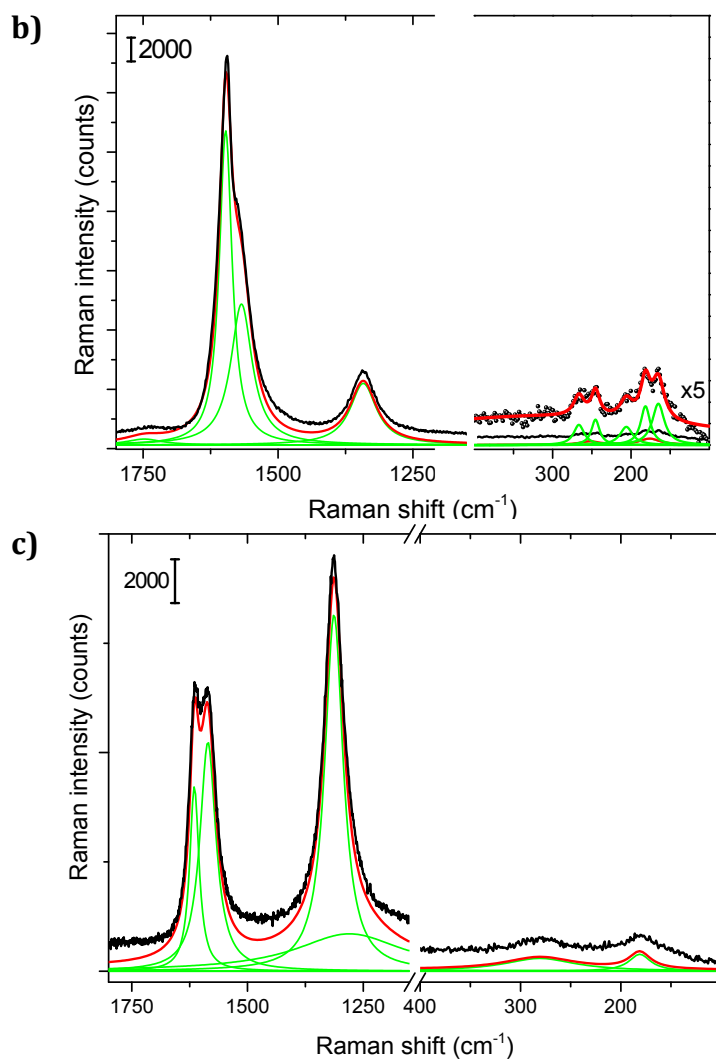 b)
2000
Raman intensity (counts)
x5
1750 1500 1250 300 200
Raman shift (cm⁻¹)
c)
2000
Raman intensity (counts)
1750 1500 1250 400 300 200
Raman shift (cm⁻¹)